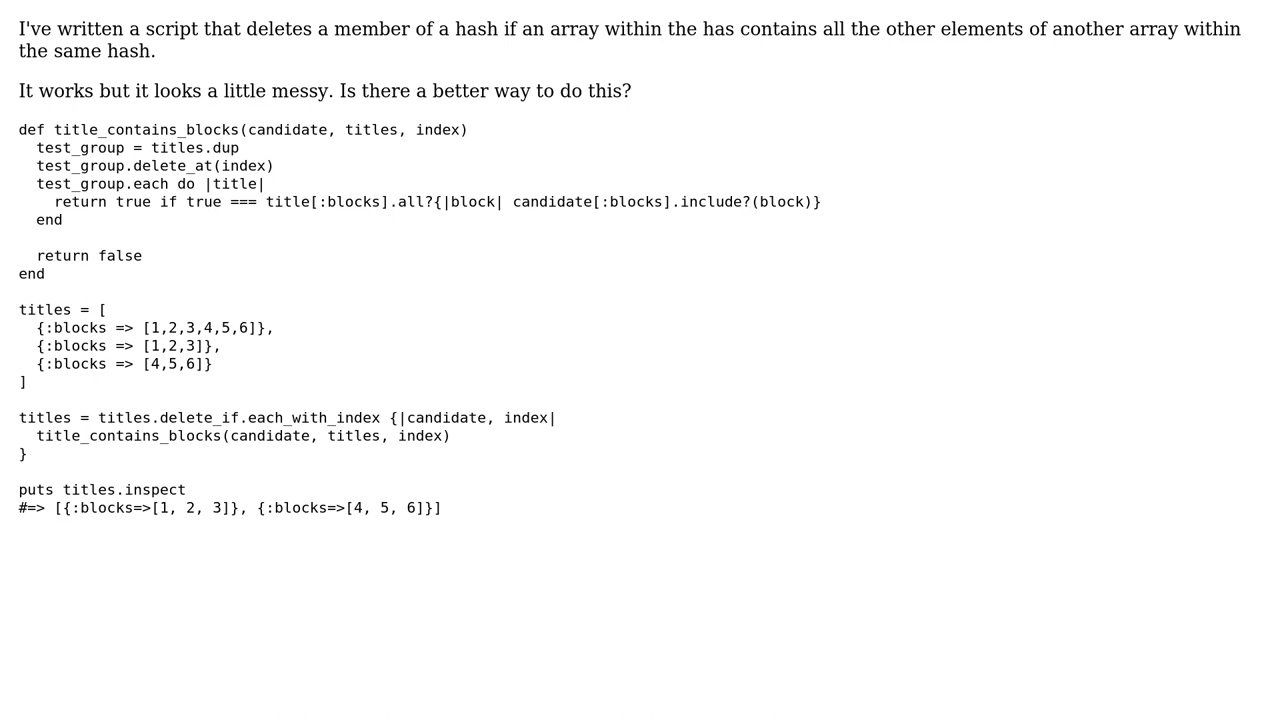 I've written a script that deletes a member of a hash if an array within the has contains all the other elements of another array within
the same hash.
It works but it looks a little messy. Is there a better way to do this?
def title_contains_blocks(candidate, titles, index)
  test_group = titles.dup
  test_group.delete_at(index)
  test_group.each do |title|
    return true if true === title[:blocks].all?{|block| candidate[:blocks].include?(block)}
  end

  return false
end

titles = [
  {:blocks => [1,2,3,4,5,6]},
  {:blocks => [1,2,3]},
  {:blocks => [4,5,6]}
]

titles = titles.delete_if.each_with_index {|candidate, index|
  title_contains_blocks(candidate, titles, index)
}

puts titles.inspect
#=> [{:blocks=>[1, 2, 3]}, {:blocks=>[4, 5, 6]}]